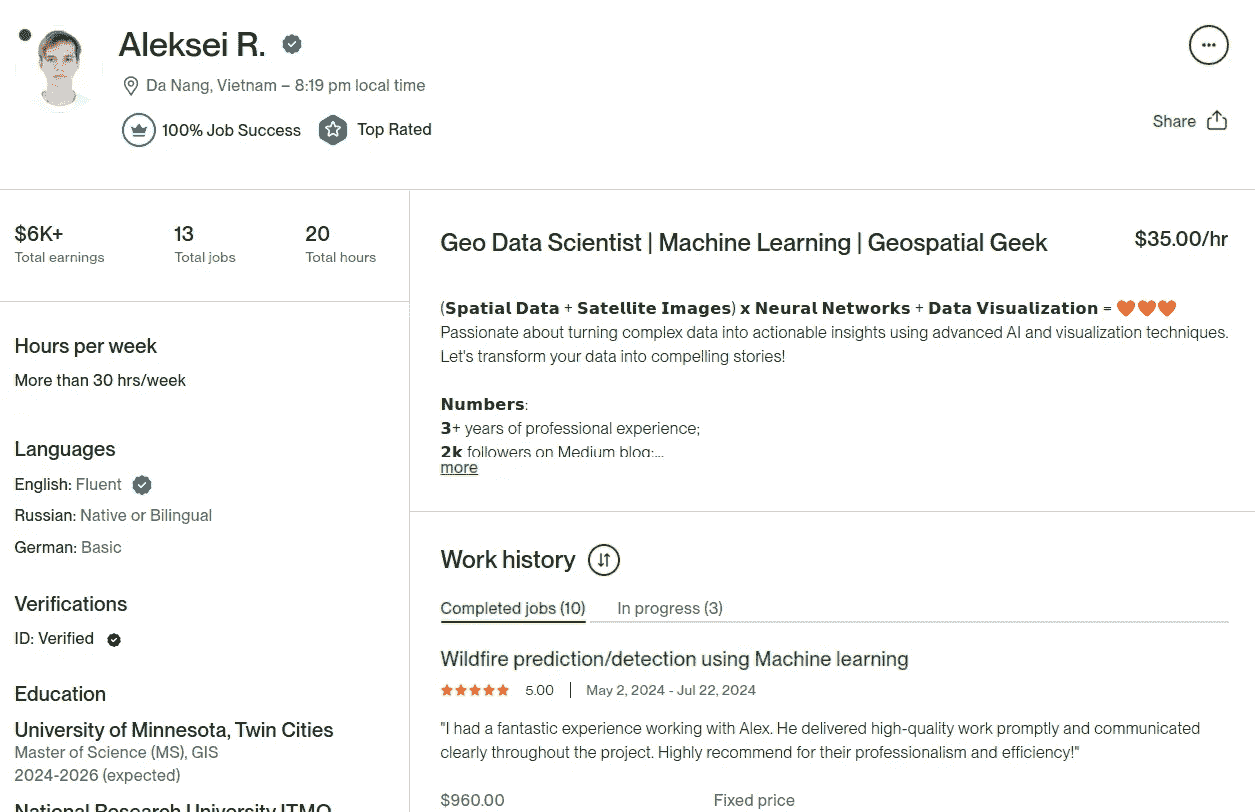 Aleksei R.
Da Nang, Vietnam – 8:19 pm local time
100% Job Success
Top Rated
Share
$6K+
Total earnings
13
Total jobs
20
Total hours
Hours per week
More than 30 hrs/week
Languages
English: Fluent
Russian: Native or Bilingual
German: Basic
Verifications
ID: Verified
Education
University of Minnesota, Twin Cities
Master of Science (MS), GIS
2024-2026 (expected)
National Research University ITMO
Geo Data Scientist | Machine Learning | Geospatial Geek
$35.00/hr
(Spatial Data + Satellite Images) x Neural Networks + Data Visualization = 🧡🧡🧡
Passionate about turning complex data into actionable insights using advanced AI and visualization techniques.
Let's transform your data into compelling stories!
Numbers:
3+ years of professional experience;
2k followers on Medium blog;...
more
Work history
Completed jobs (10)
In progress (3)
Wildfire prediction/detection using Machine learning
5.00 | May 2, 2024 - Jul 22, 2024
"I had a fantastic experience working with Alex. He delivered high-quality work promptly and communicated
clearly throughout the project. Highly recommend for their professionalism and efficiency!"
$960.00
Fixed price